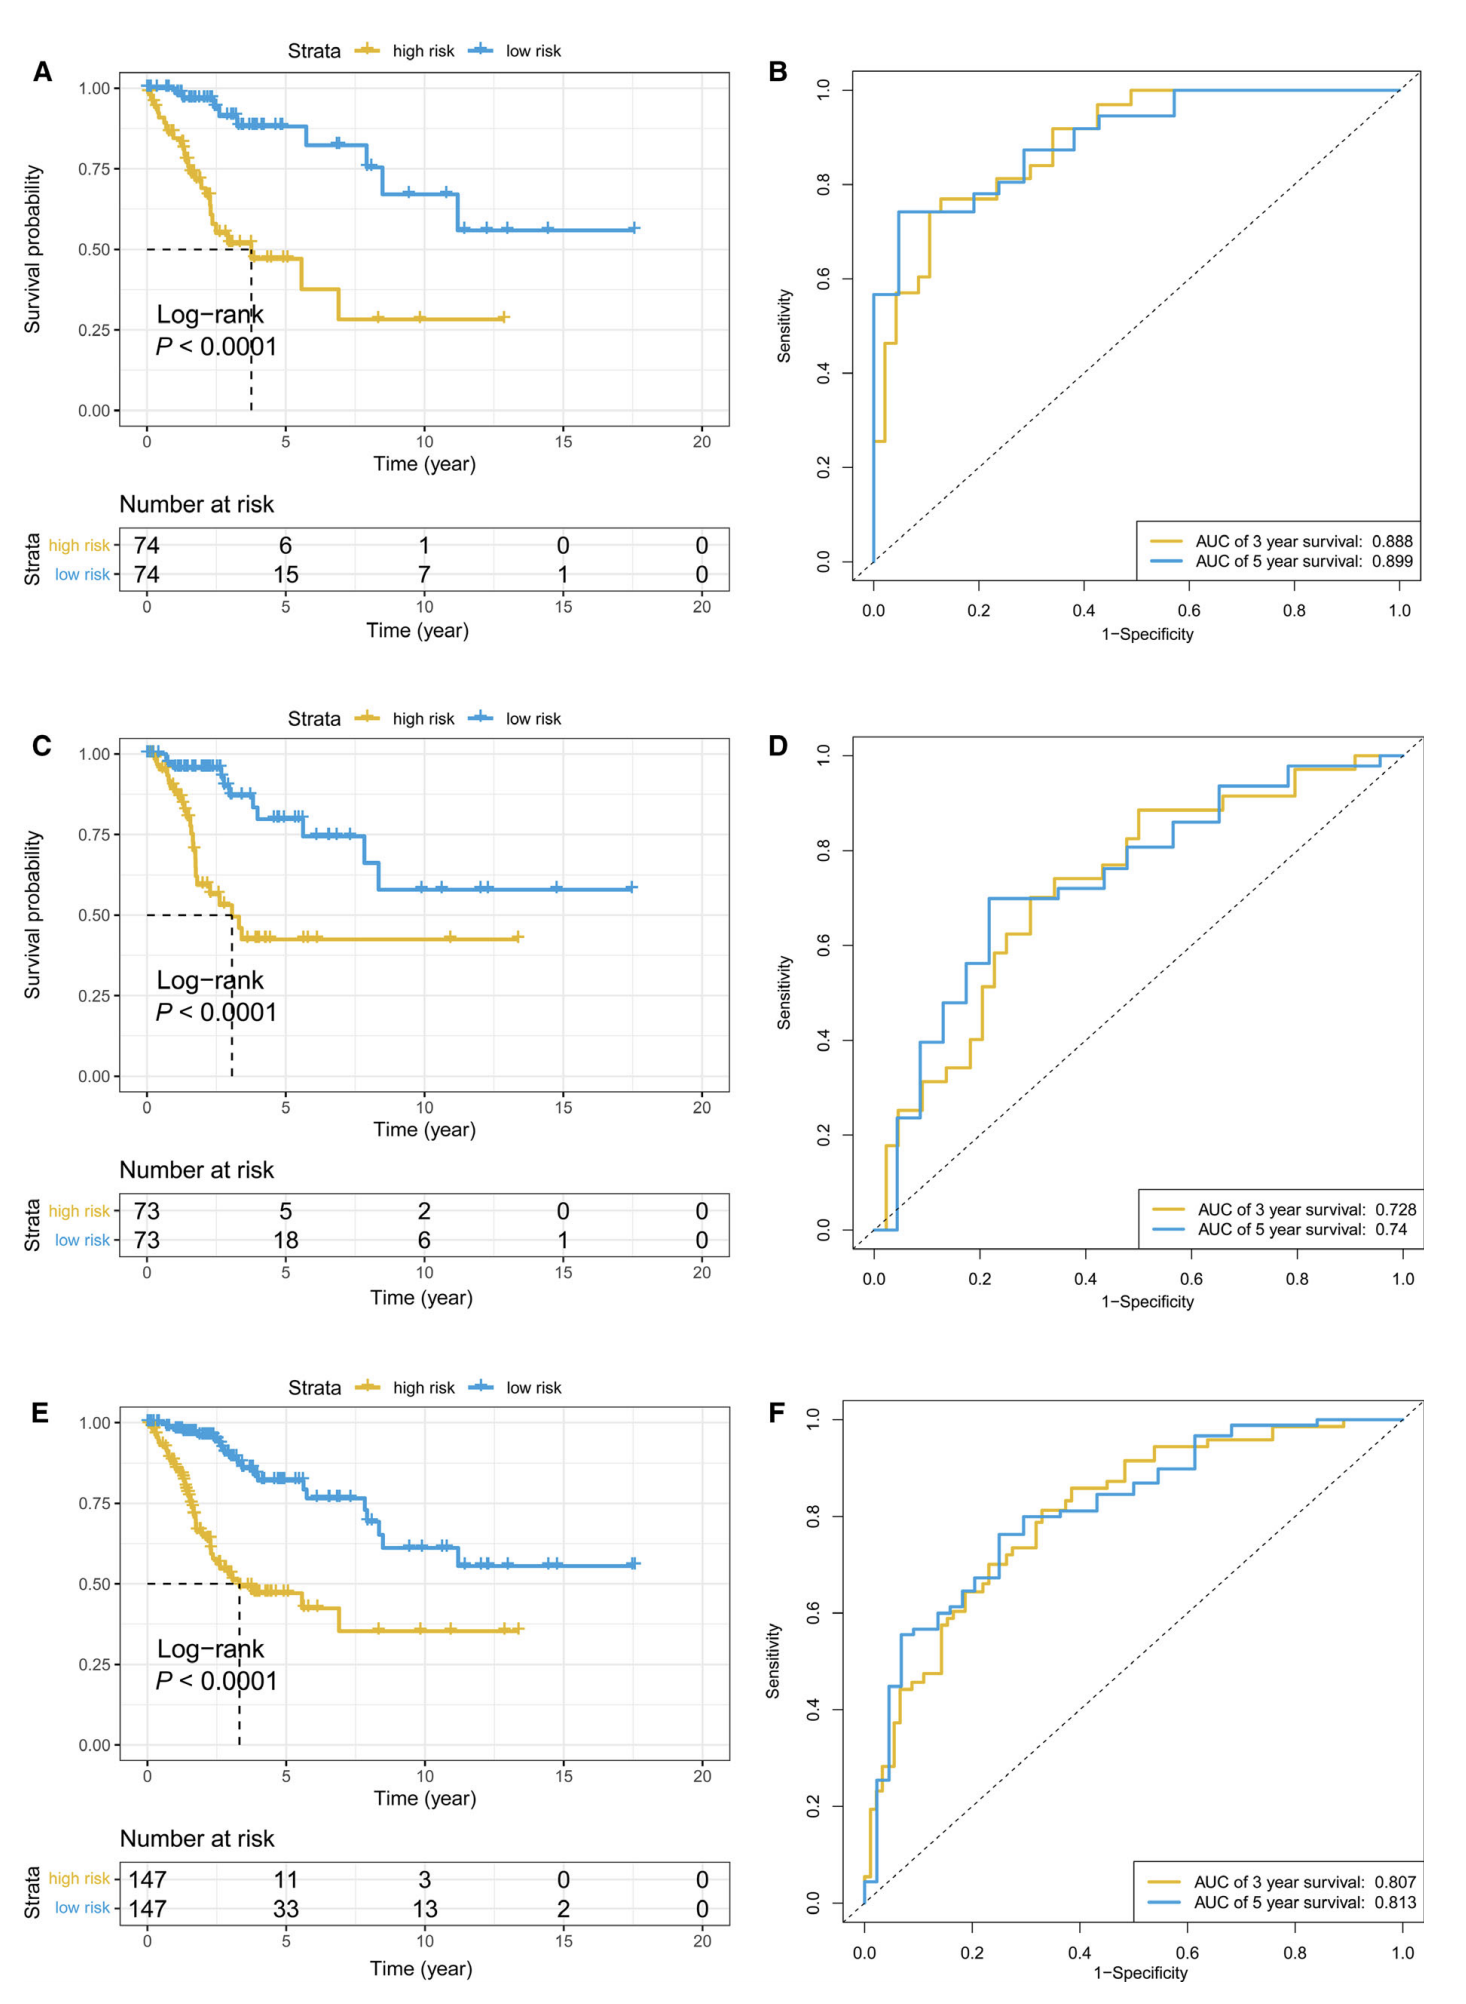 Strata high risk low risk
A
Survival probability
1.00
0.75
0.50
0.25
0.00
Log-rank
P < 0.0001
0 5 10 15 20
Time (year)
Number at risk
Strata
high risk 74 6 1 0 0
low risk 74 15 7 1 0
0 5 10 15 20
Time (year)
B
Sensitivity
1.0
0.8
0.6
0.4
0.2
0.0
AUC of 3 year survival: 0.888
AUC of 5 year survival: 0.899
0.0 0.2 0.4 0.6 0.8 1.0
1-Specificity
Strata high risk low risk
C
Survival probability
1.00
0.75
0.50
0.25
0.00
Log-rank
P < 0.0001
0 5 10 15 20
Time (year)
Number at risk
Strata
high risk 73 5 2 0 0
low risk 73 18 6 1 0
0 5 10 15 20
Time (year)
D
Sensitivity
1.0
0.8
0.6
0.4
0.2
0.0
AUC of 3 year survival: 0.728
AUC of 5 year survival: 0.74
0.0 0.2 0.4 0.6 0.8 1.0
1-Specificity
Strata high risk low risk
E
1.00
0.75
0.50
0.25
0.00
Log-rank
P < 0.0001
0 5 10 15 20
Time (year)
Number at risk
Strata
high risk 147 11 3 0 0
low risk 147 33 13 2 0
0 5 10 15 20
Time (year)
F
Sensitivity
1.0
0.8
0.6
0.4
0.2
0.0
AUC of 3 year survival: 0.807
AUC of 5 year survival: 0.813
0.0 0.2 0.4 0.6 0.8 1.0
1-Specificity